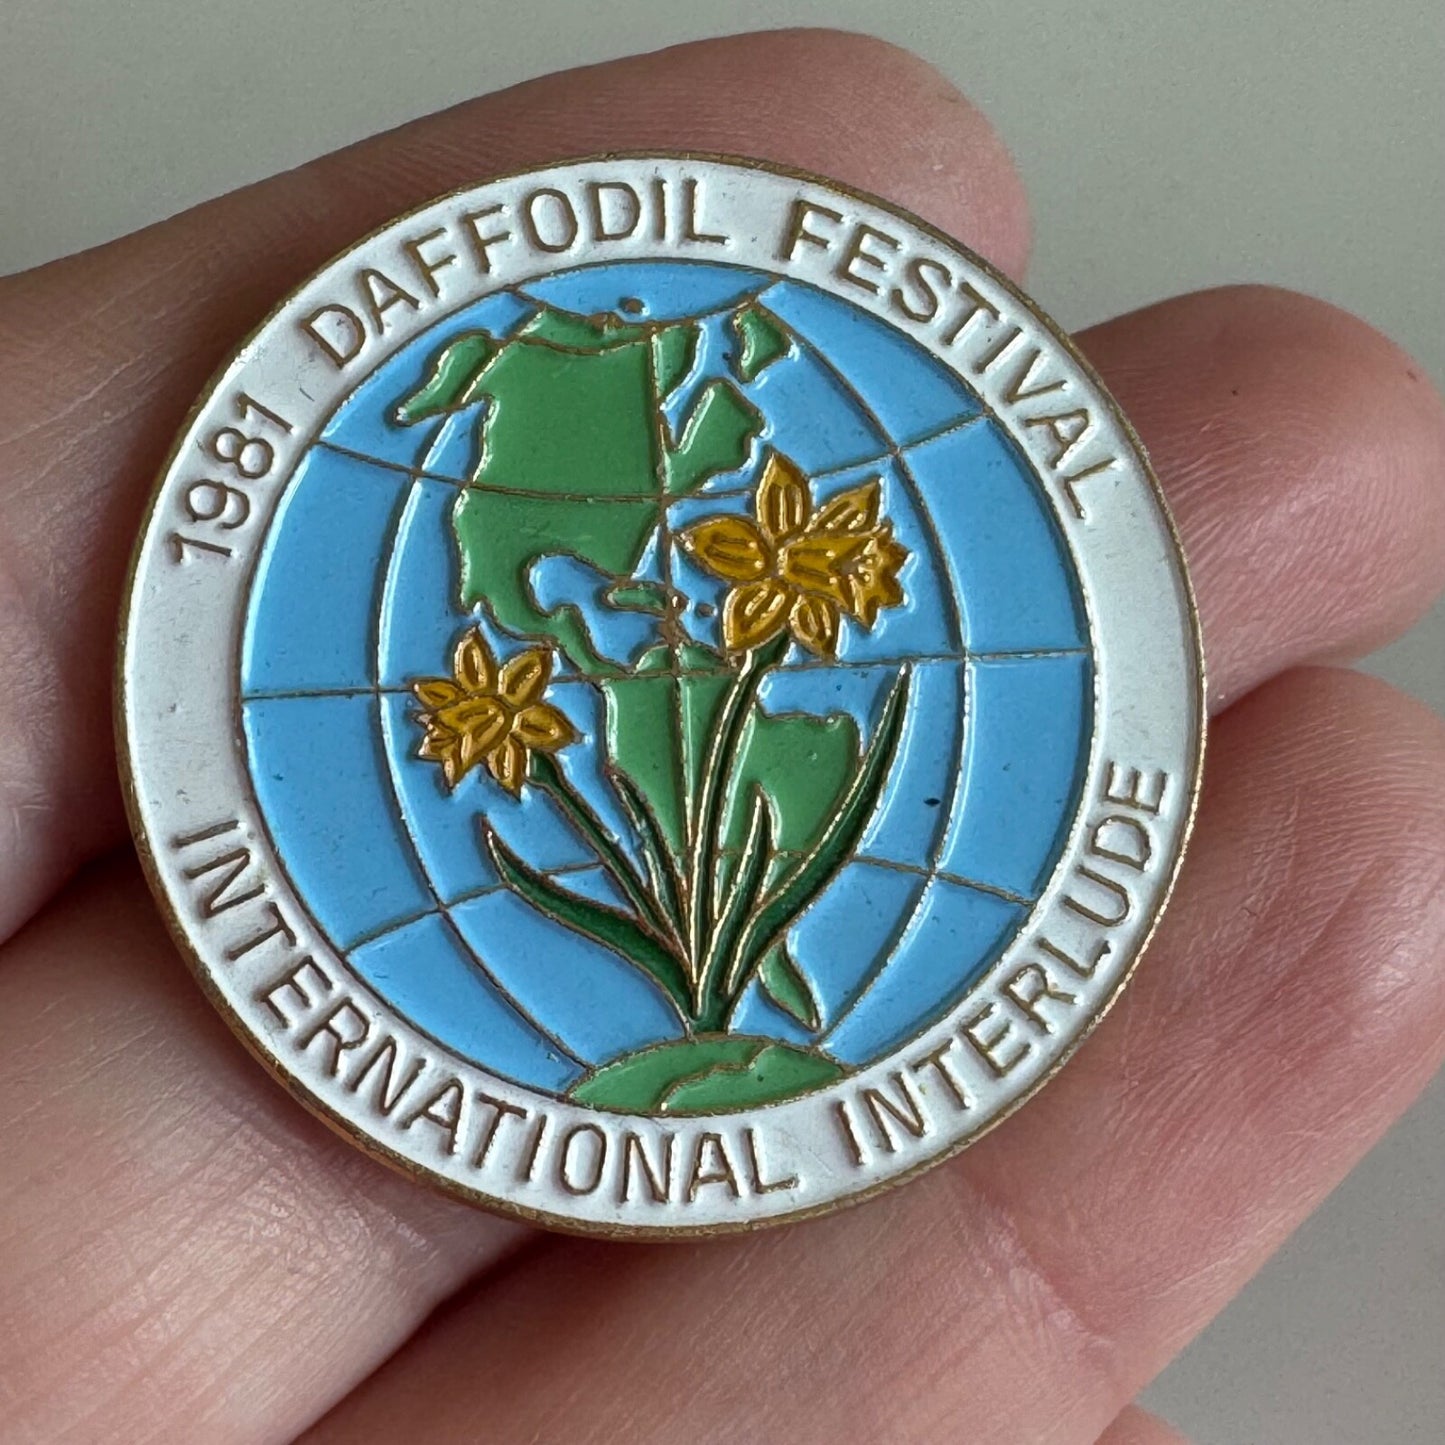 1981 DAFFODIL FESTIVAL
INTERNATIONAL INTERLUDE